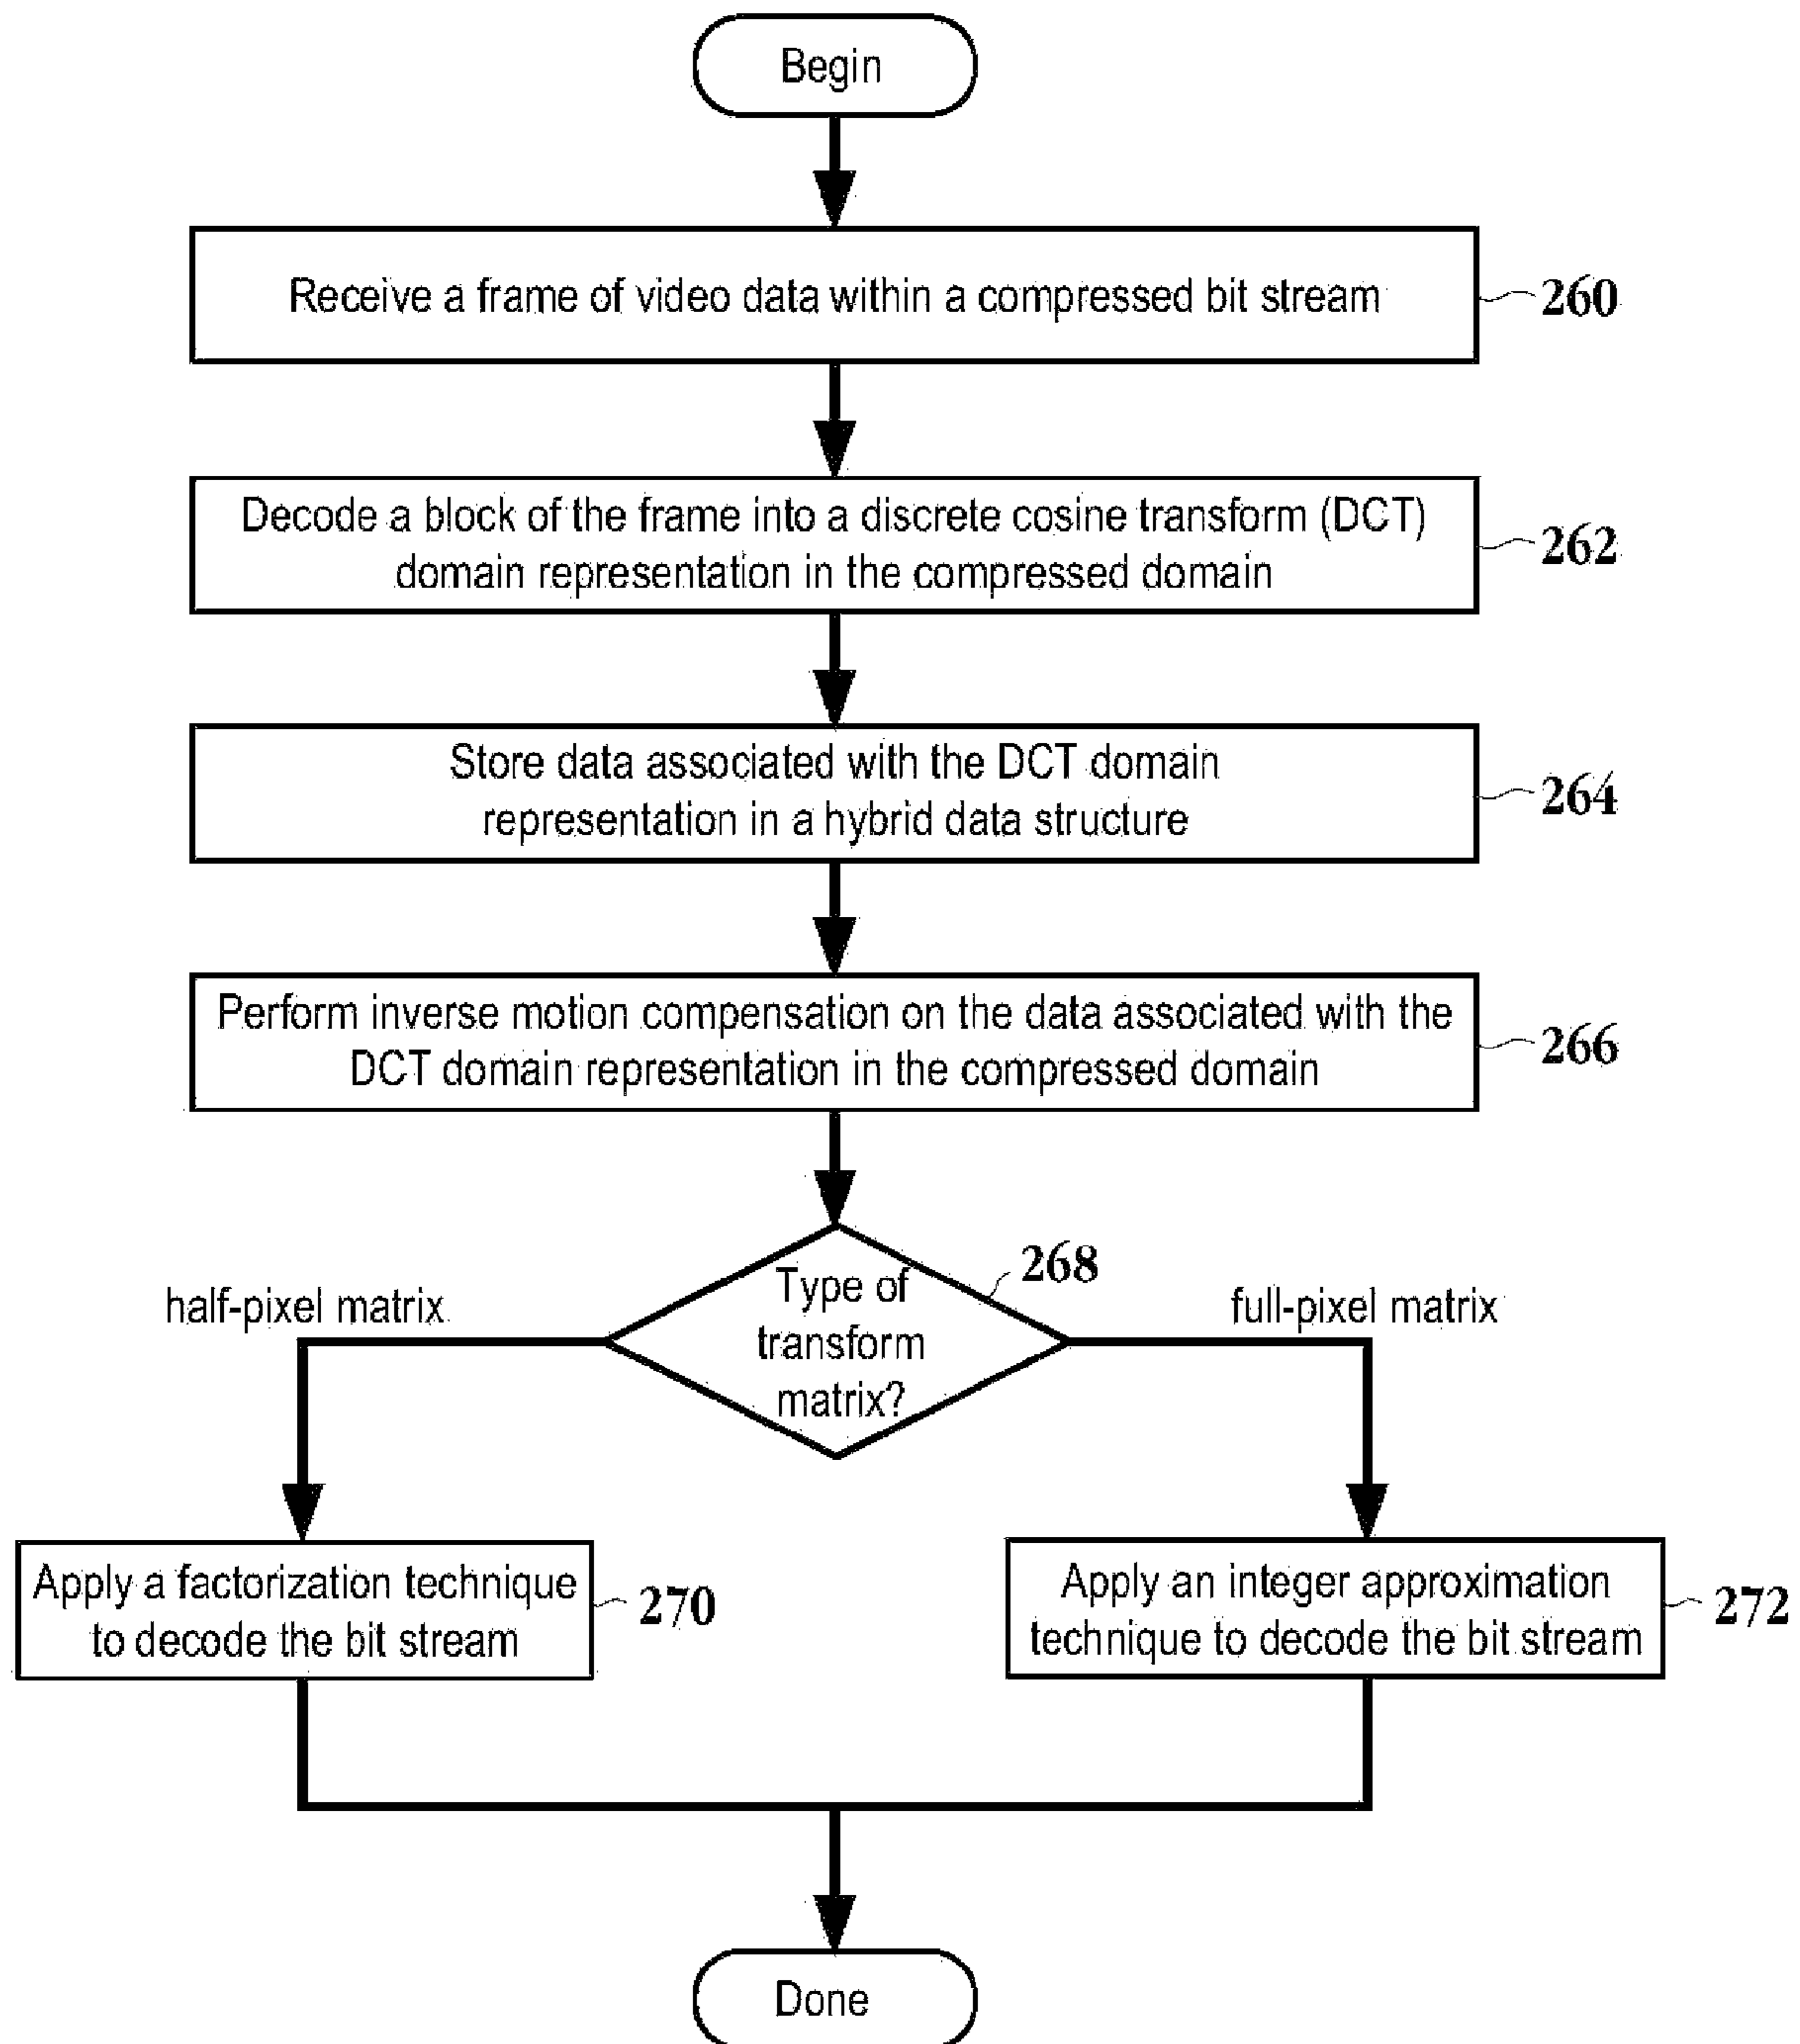 Begin
Receive a frame of video data within a compressed bit stream
260
Decode a block of the frame into a discrete cosine transform (DCT)
domain representation in the compressed domain
262
Store data associated with the DCT domain
representation in a hybrid data structure
264
Perform inverse motion compensation on the data associated with the
DCT domain representation in the compressed domain
266
268
Type of
transform
matrix?
half-pixel matrix
full-pixel matrix
Apply a factorization technique
to decode the bit stream
270
Apply an integer approximation
technique to decode the bit stream
272
Done